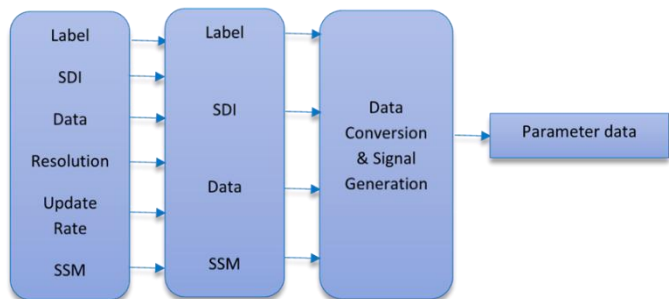 Label
SDI
Data
Resolution
Update
Rate
SSM
Label
SDI
Data
SSM
Data
Conversion
& Signal
Generation
Parameter data